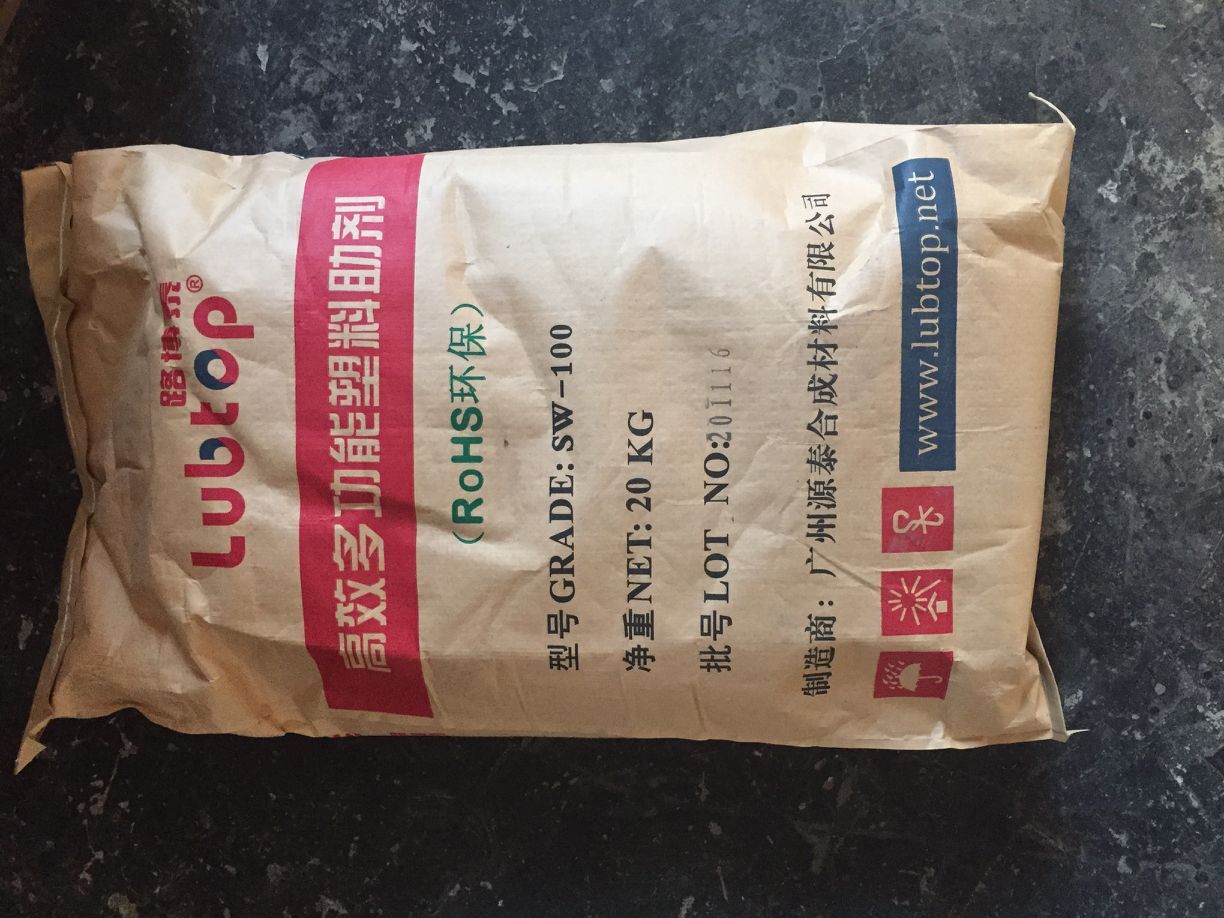 路博泰
Lubtop®
高效多功能塑料助剂
(RoHS环保)
型号GRADE: SW-100
净重NET: 20 KG
批号LOT NO:201116
制造商: 广州源泰合成材料有限公司
www.lubtop.net